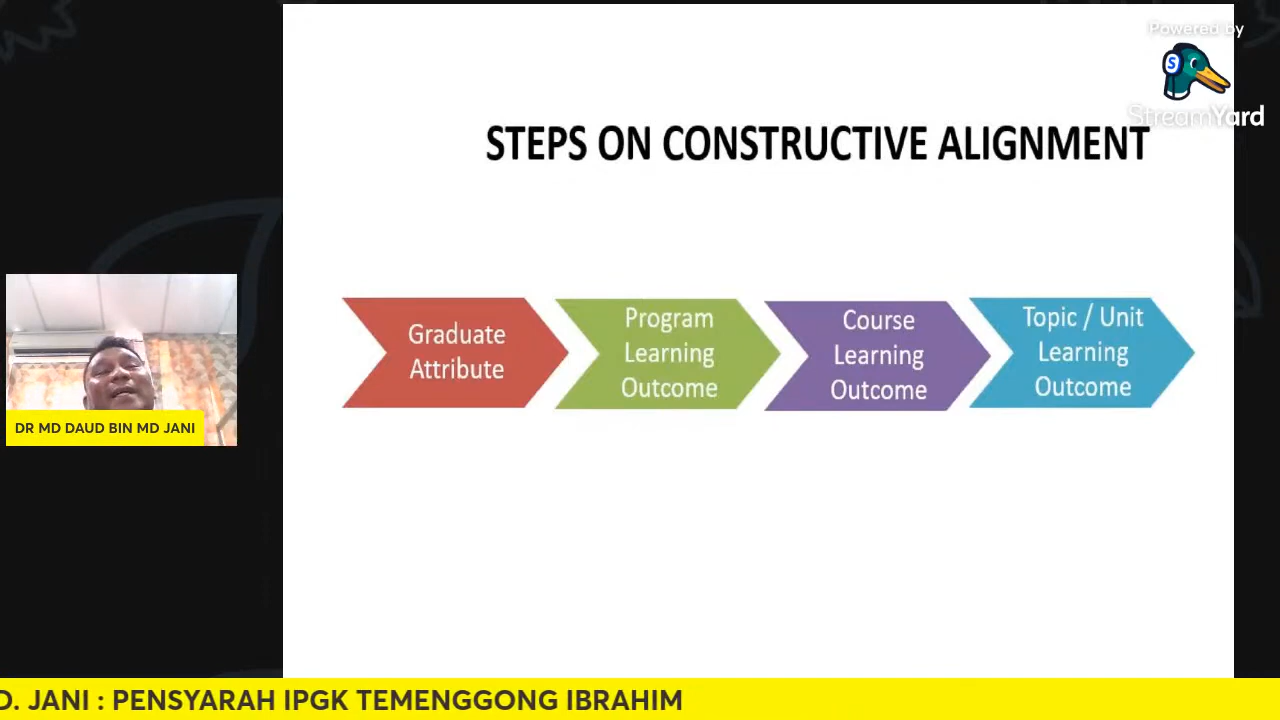 Powered by
StreamYard
STEPS ON CONSTRUCTIVE ALIGNMENT
Graduate
Attribute
Program
Learning
Outcome
Course
Learning
Outcome
Topic / Unit
Learning
Outcome
DR MD DAUD BIN MD JANI
D. JANI : PENSYARAH IPGK TEMENGGONG IBRAHIM